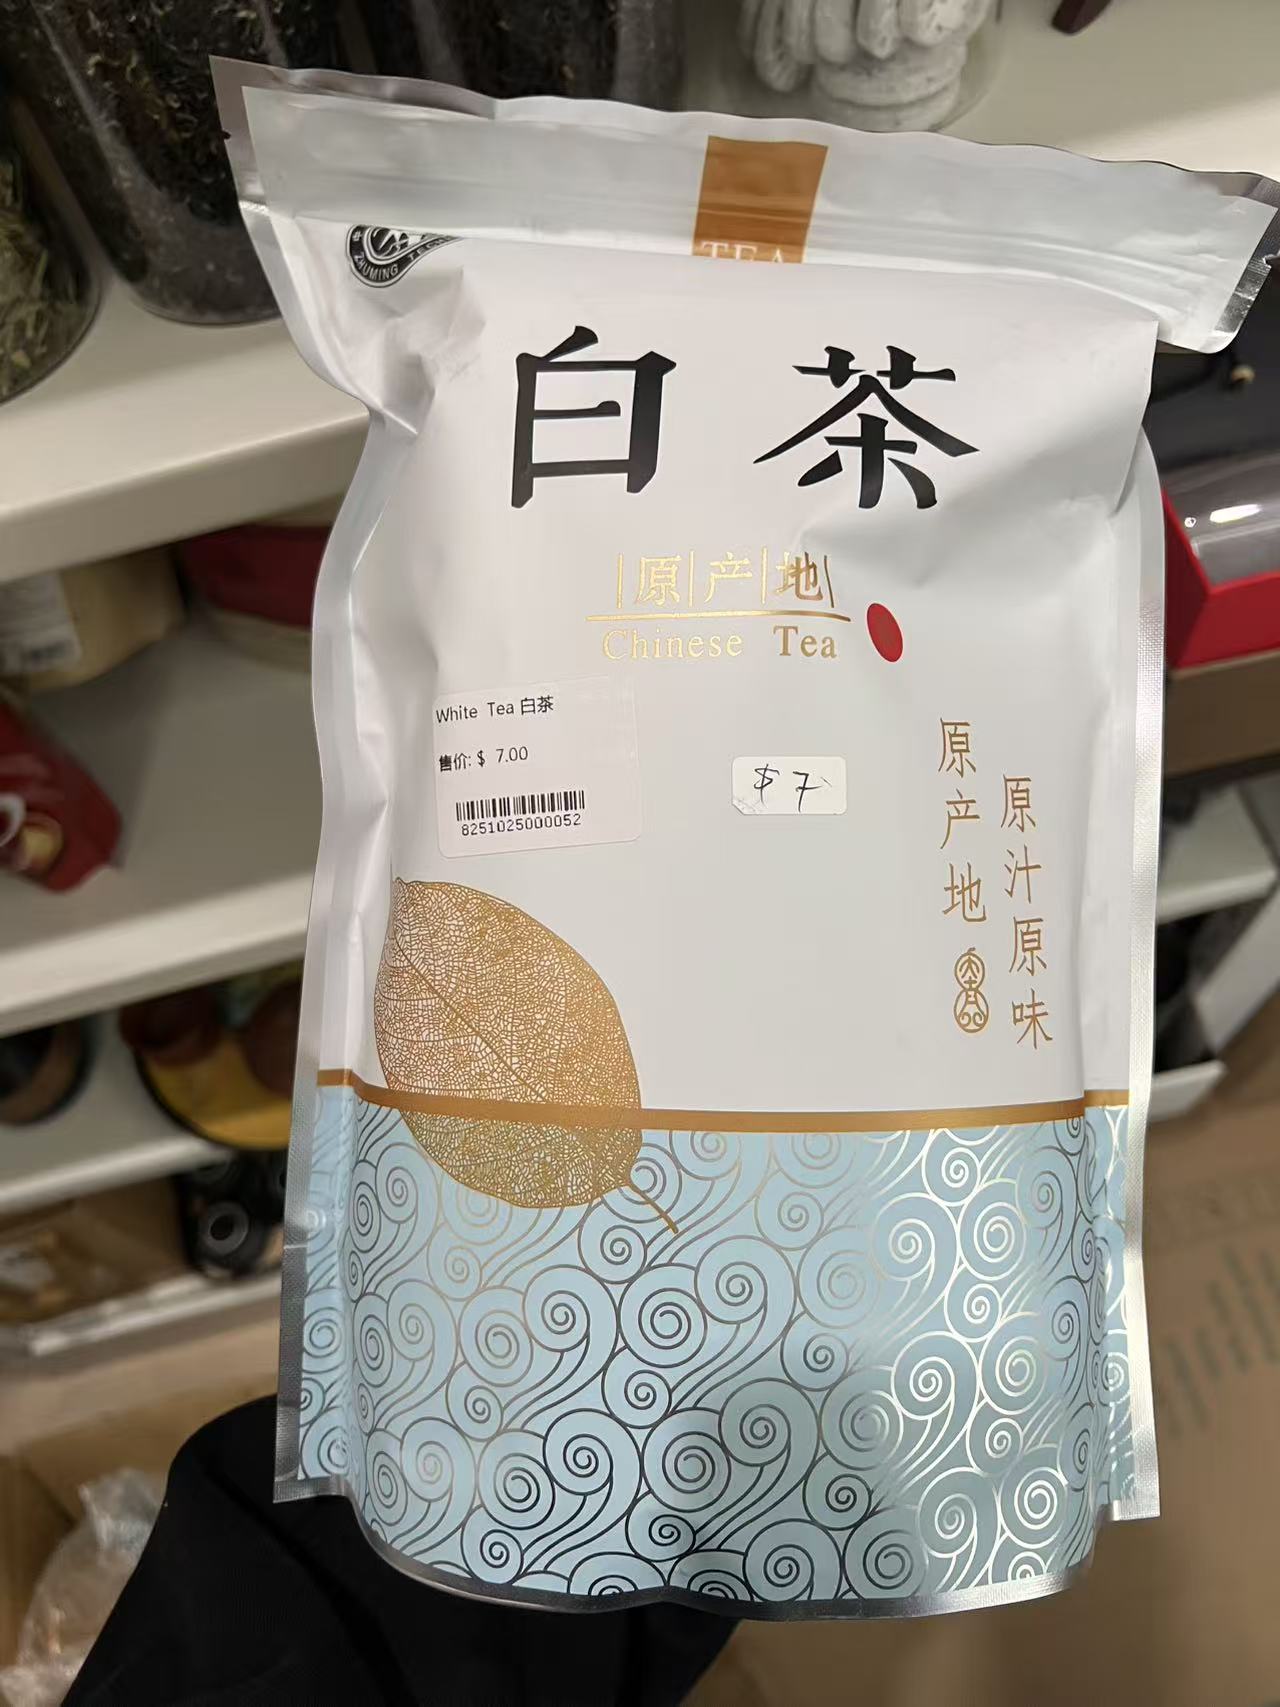 TEA
ZHUMING
白茶
原产地
Chinese Tea
White Tea 白茶
售价: $ 7.00
8251025000052
$7
原产地
原汁原味